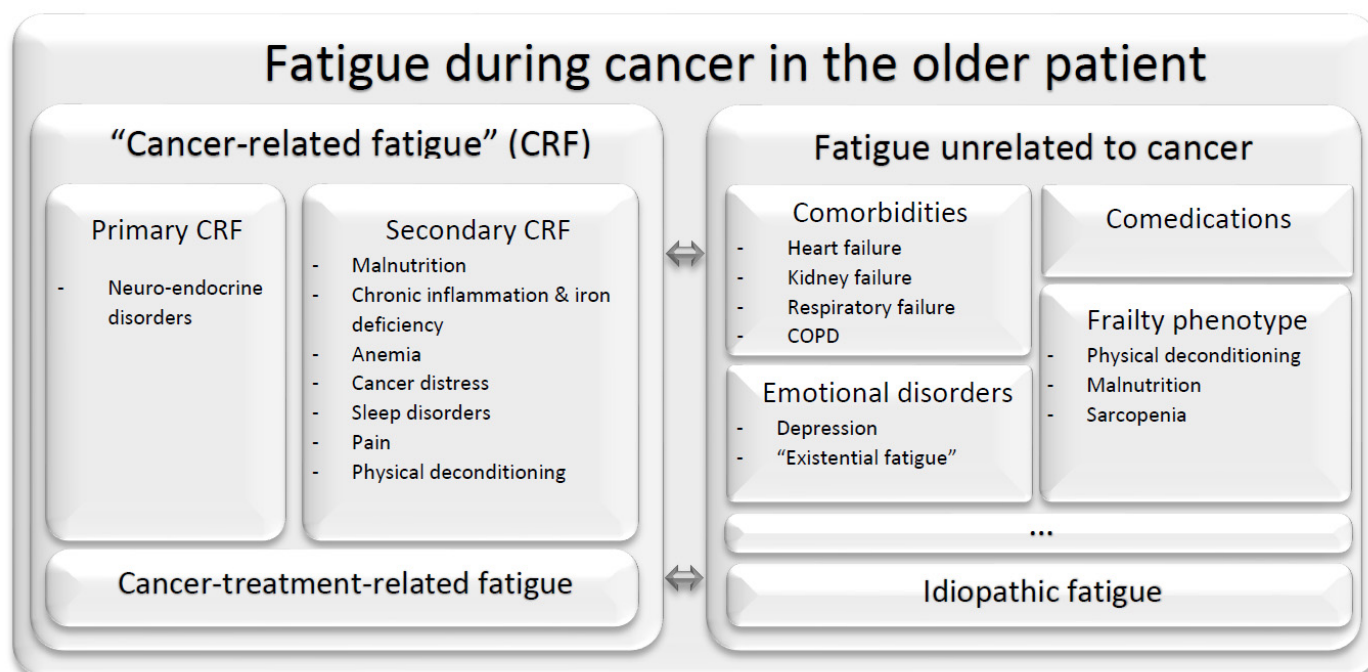 Fatigue during cancer in the older patient
“Cancer-related fatigue” (CRF)
Primary CRF
- Neuro-endocrine
disorders
Secondary CRF
- Malnutrition
- Chronic inflammation & iron
deficiency
- Anemia
- Cancer distress
- Sleep disorders
- Pain
- Physical deconditioning
Cancer-treatment-related fatigue
Fatigue unrelated to cancer
Comorbidities
- Heart failure
- Kidney failure
- Respiratory failure
- COPD
Emotional disorders
- Depression
- “Existential fatigue”
Comedications
Frailty phenotype
- Physical deconditioning
- Malnutrition
- Sarcopenia
...
Idiopathic fatigue